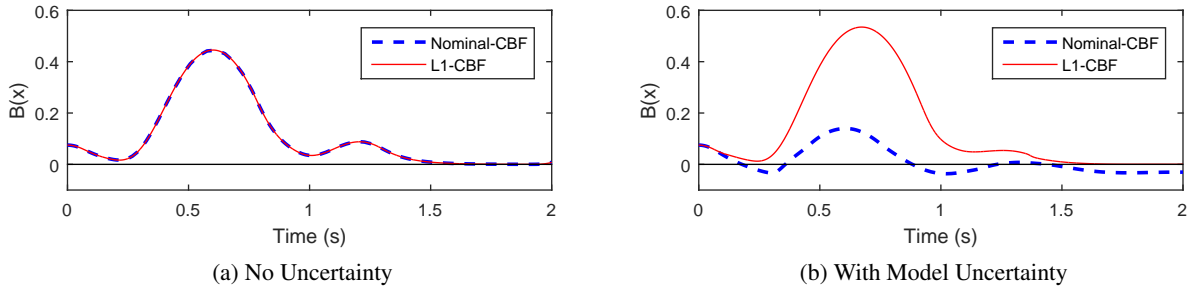 0.6
0.4
0.2
0
B(x)
Nominal-CBF
L1-CBF
0 0.5 1 1.5 2
Time (s)
(a) No Uncertainty
0.6
0.4
0.2
0
B(x)
Nominal-CBF
L1-CBF
0 0.5 1 1.5 2
Time (s)
(b) With Model Uncertainty